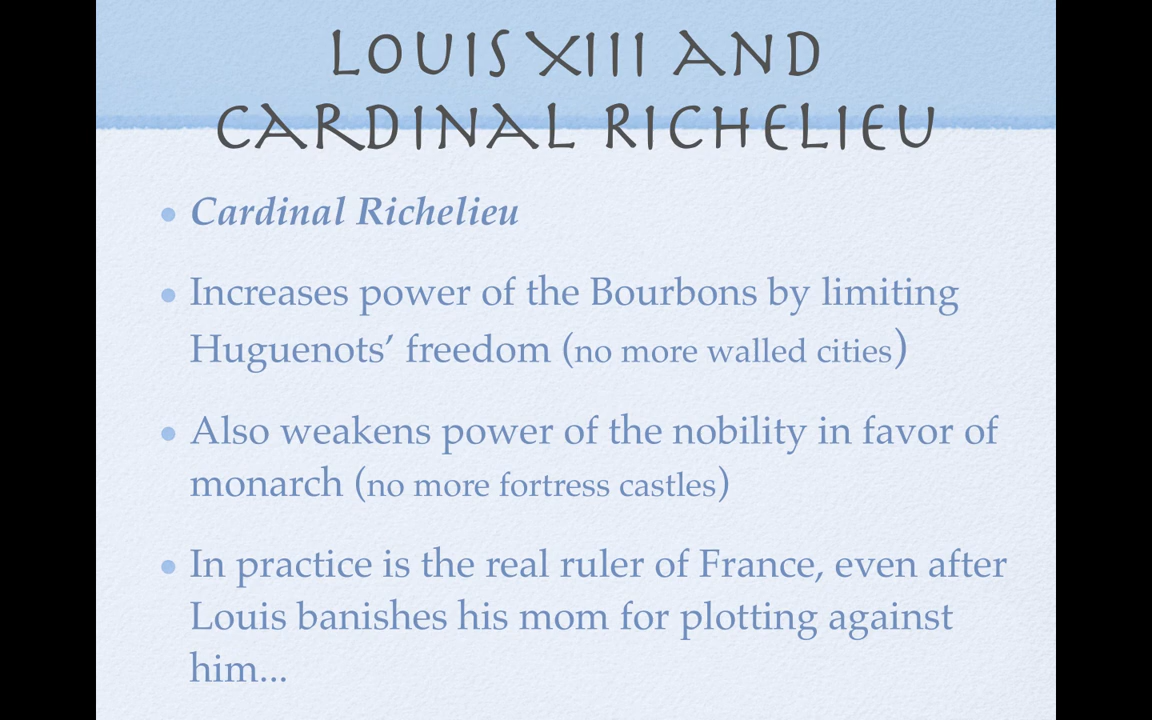 LOUIS XIII AND
CARDINAL RICHELIEU
• Cardinal Richelieu
• Increases power of the Bourbons by limiting
Huguenots’ freedom (no more walled cities)
• Also weakens power of the nobility in favor of
monarch (no more fortress castles)
• In practice is the real ruler of France, even after
Louis banishes his mom for plotting against
him...